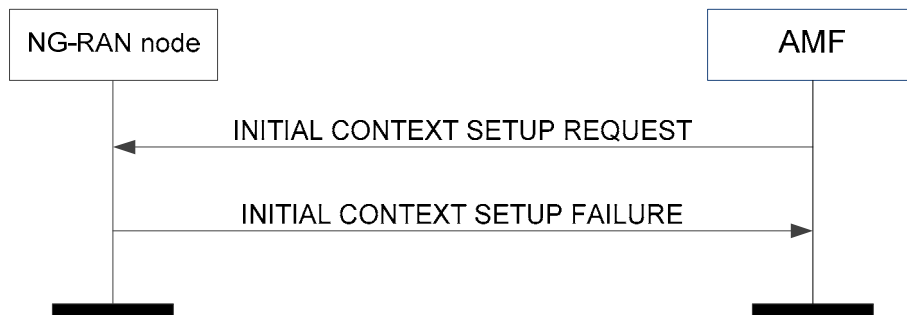 NG-RAN node
AMF
INITIAL CONTEXT SETUP REQUEST
INITIAL CONTEXT SETUP FAILURE